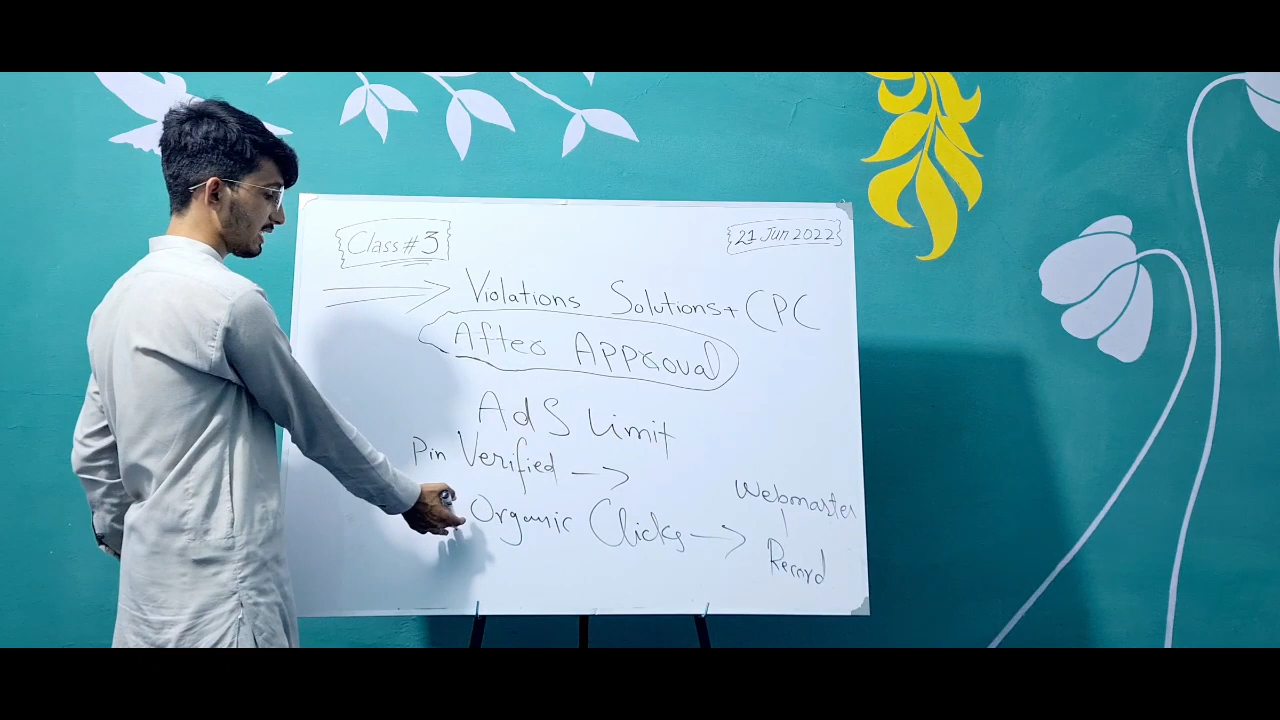 Class # 3
21 Jun 2022
Violations Solutions + CPC
After Approval
Ads Limit
Pin Verified →
Organic Clicks → Webmaster
Record